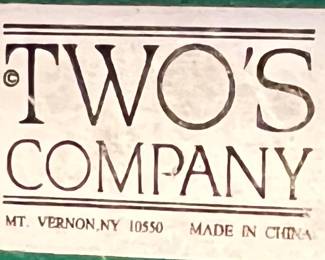 © TWO'S
COMPANY
MT. VERNON, NY 10550 MADE IN CHINA